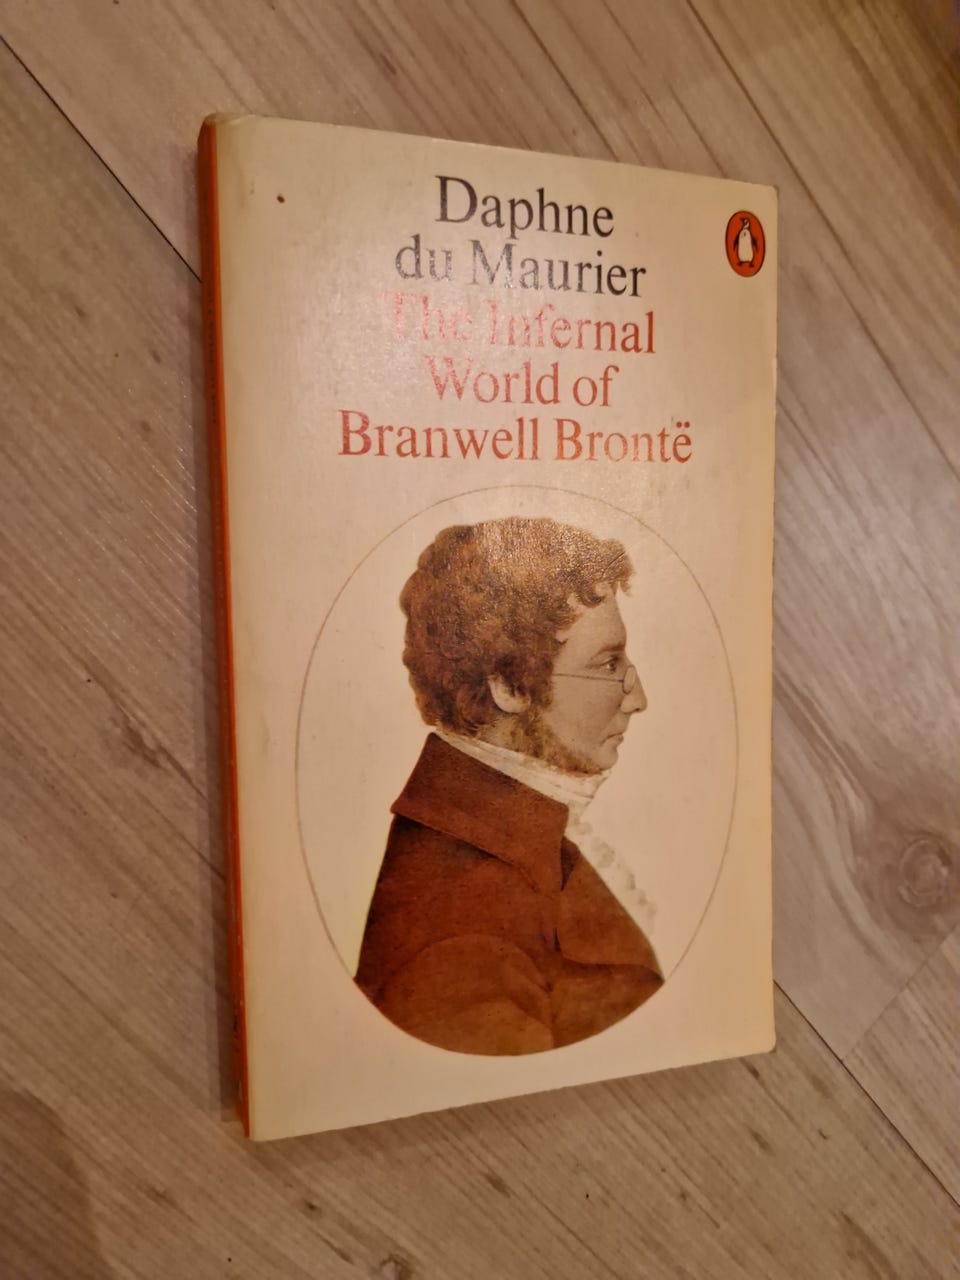 Daphne
du Maurier
The Infernal
World of
Branwell Brontë